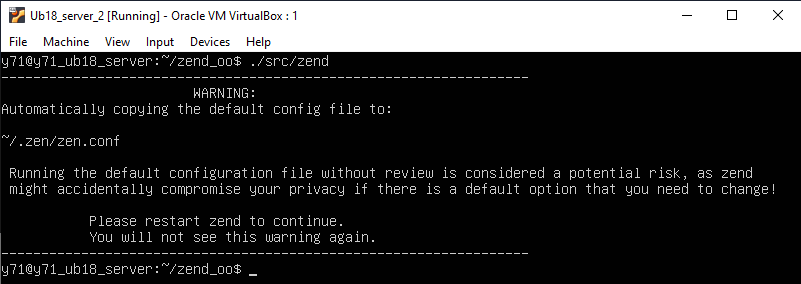 Ub18_server_2 [Running] - Oracle VM VirtualBox : 1
File Machine View Input Devices Help
y71@y71_ub18_server:~/zend_oo$ ./src/zend
------------------------------------------------------------------
WARNING:
Automatically copying the default config file to:
~/.zen/zen.conf
Running the default configuration file without review is considered a potential risk, as zend
might accidentally compromise your privacy if there is a default option that you need to change!
Please restart zend to continue.
You will not see this warning again.
------------------------------------------------------------------
y71@y71_ub18_server:~/zend_oo$ _